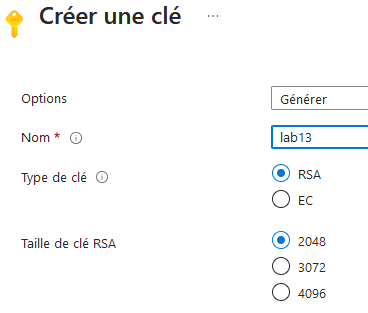 Créer une clé ...
Options
Générer
Nom *
lab13
Type de clé
RSA
EC
Taille de clé RSA
2048
3072
4096